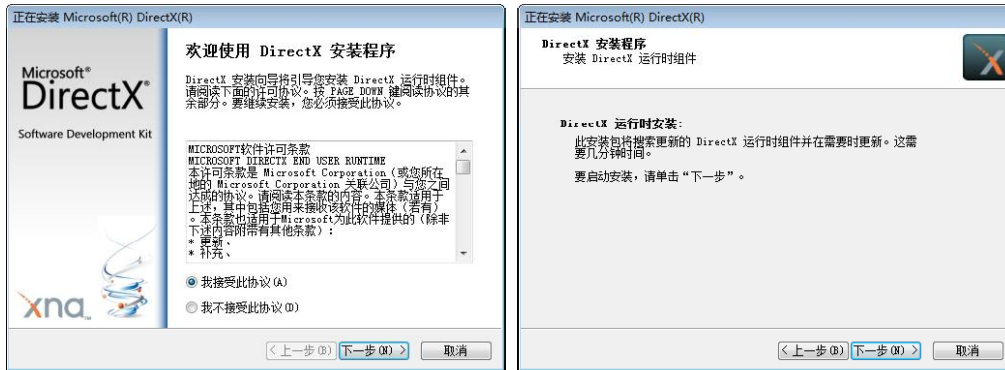 正在安装 Microsoft(R) DirectX(R)
Microsoft®
DirectX®
Software Development Kit
xna
欢迎使用 DirectX 安装程序
DirectX 安装向导将引导您安装 DirectX 运行时组件。
请阅读下面的许可协议。按 PAGE DOWN 键阅读协议的其
余部分。要继续安装，您必须接受此协议。
MICROSOFT软件许可条款
MICROSOFT DIRECTX END USER RUNTIME
本许可条款是 Microsoft Corporation（或您所在
地的 Microsoft Corporation 关联公司）与您之间
达成的协议。请阅读本条款的内容。本条款适用于
上述，其中包括您用来接收该软件的媒体（若有）
。本条款也适用于Microsoft为此软件提供的（除非
下述内容附带有其他条款）：
* 更新、
* 补充、
我接受此协议(A)
我不接受此协议(D)
< 上一步(B)
下一步(N) >
取消
正在安装 Microsoft(R) DirectX(R)
DirectX 安装程序
安装 DirectX 运行时组件
DirectX 运行时安装:
此安装包将搜索更新的 DirectX 运行时组件并在需要时更新。这需
要几分钟时间。
要启动安装，请单击“下一步”。
< 上一步(B)
下一步(N) >
取消